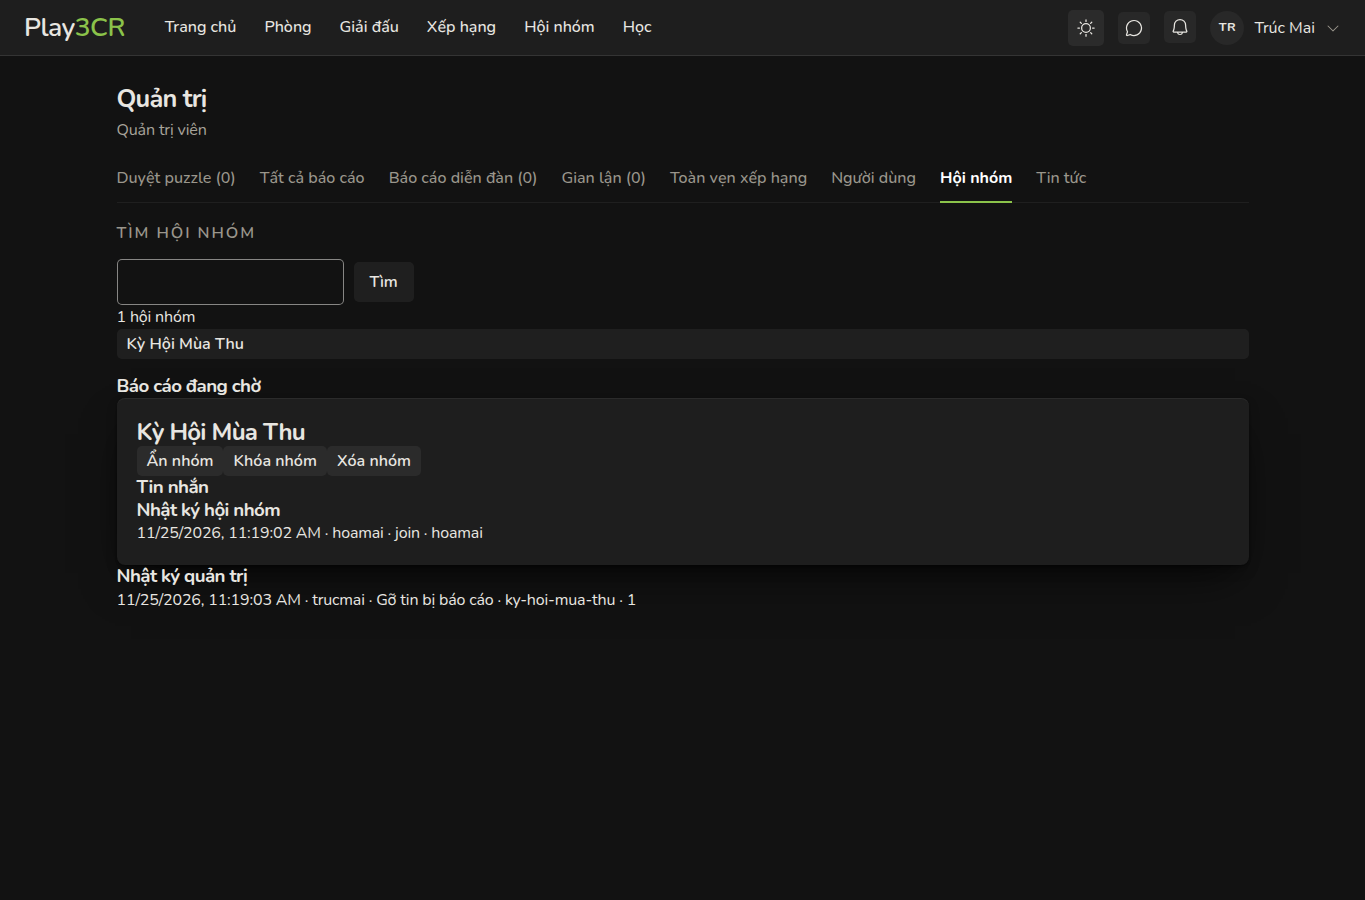 Play3CR
Trang chủ
Phòng
Giải đấu
Xếp hạng
Hội nhóm
Học
TR
Trúc Mai
Quản trị
Quản trị viên
Duyệt puzzle (0)
Tất cả báo cáo
Báo cáo diễn đàn (0)
Gian lận (0)
Toàn vẹn xếp hạng
Người dùng
Hội nhóm
Tin tức
TÌM HỘI NHÓM
Tìm
1 hội nhóm
Kỳ Hội Mùa Thu
Báo cáo đang chờ
Kỳ Hội Mùa Thu
Ẩn nhóm
Khóa nhóm
Xóa nhóm
Tin nhắn
Nhật ký hội nhóm
11/25/2026, 11:19:02 AM · hoamai · join · hoamai
Nhật ký quản trị
11/25/2026, 11:19:03 AM · trucmai · Gỡ tin bị báo cáo · ky-hoi-mua-thu · 1